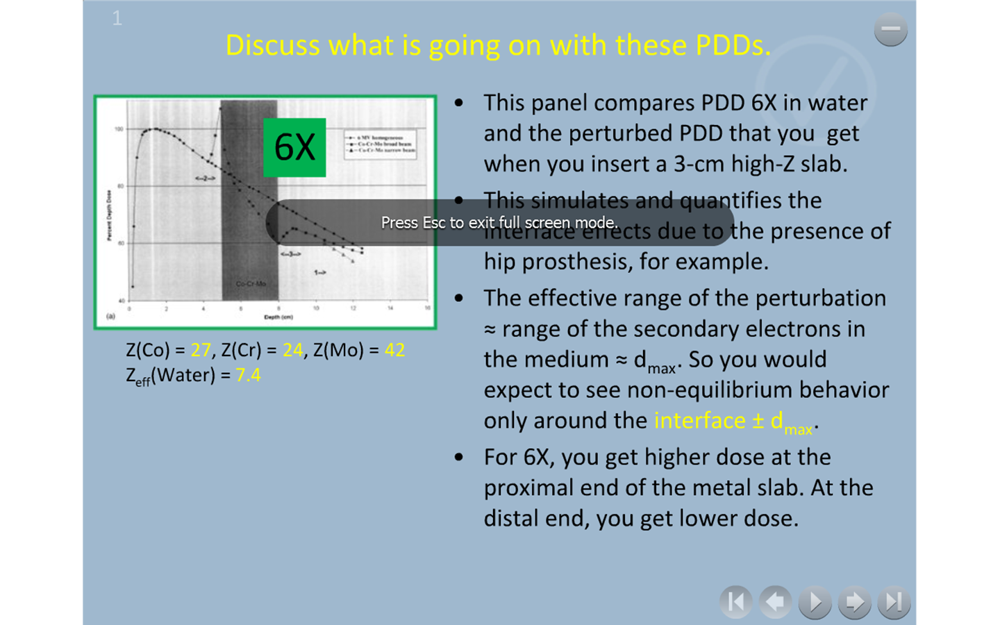 1
Discuss what is going on with these PDDs.
100
80
60
40
0 2 4 6 8 10 12 14 16
Percent Depth Dose
Depth (cm)
(a)
6X
6 MV homogeneous
Co-Cr-Mo broad beam
Co-Cr-Mo narrow beam
<-2->
<-3->
1->
Co-Cr-Mo
Z(Co) = 27, Z(Cr) = 24, Z(Mo) = 42
Zeff(Water) = 7.4
• This panel compares PDD 6X in water
and the perturbed PDD that you get
when you insert a 3-cm high-Z slab.
• This simulates and quantifies the
interface effects due to the presence of
hip prosthesis, for example.
Press Esc to exit full screen mode.
• The effective range of the perturbation
≈ range of the secondary electrons in
the medium ≈ dmax. So you would
expect to see non-equilibrium behavior
only around the interface ± dmax.
• For 6X, you get higher dose at the
proximal end of the metal slab. At the
distal end, you get lower dose.